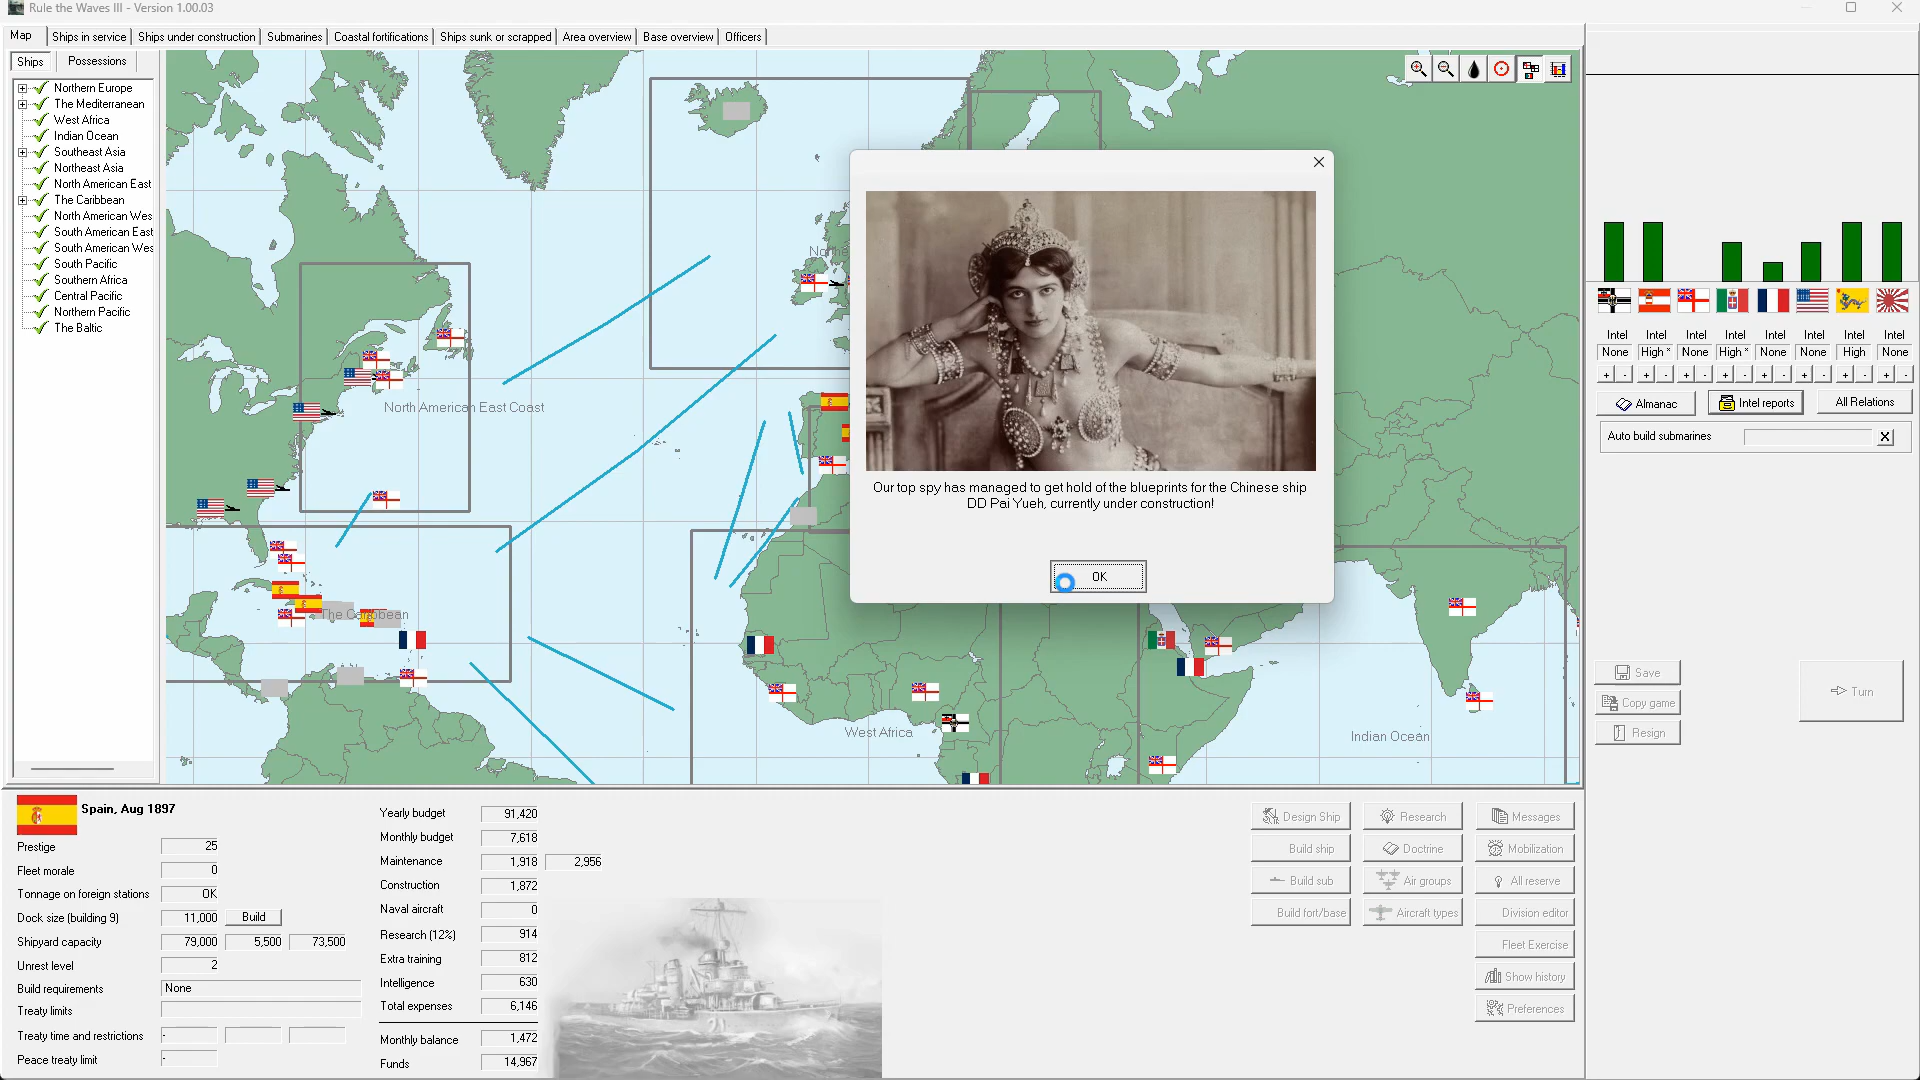 Rule the Waves III - Version 1.00.03
Map
Ships in service
Ships under construction
Submarines
Coastal fortifications
Ships sunk or scrapped
Area overview
Base overview
Officers
Ships
Possessions
Northern Europe
The Mediterranean
West Africa
Indian Ocean
Southeast Asia
Northeast Asia
North American East
The Caribbean
North American Wes
South American East
South American Wes
South Pacific
Southern Africa
Central Pacific
Northern Pacific
The Baltic
North American East Coast
The Caribbean
West Africa
Indian Ocean
Our top spy has managed to get hold of the blueprints for the Chinese ship
DD Pai Yueh, currently under construction!
OK
Intel Intel Intel Intel Intel Intel Intel Intel
None High * None High * None None High None
+ - + - + - + - + - + - + - + -
Almanac
Intel reports
All Relations
Auto build submarines
X
Save
Copy game
Resign
Turn
Spain, Aug 1897
Prestige 25
Fleet morale 0
Tonnage on foreign stations OK
Dock size (building 9) 11,000 Build
Shipyard capacity 79,000 5,500 73,500
Unrest level 2
Build requirements None
Treaty limits
Treaty time and restrictions -
Peace treaty limit -
Yearly budget 91,420
Monthly budget 7,618
Maintenance 1,918 2,956
Construction 1,872
Naval aircraft 0
Research (12%) 914
Extra training 812
Intelligence 630
Total expenses 6,146
Monthly balance 1,472
Funds 14,967
Design Ship
Research
Messages
Build ship
Doctrine
Mobilization
Build sub
Air groups
All reserve
Build fort/base
Aircraft types
Division editor
Fleet Exercise
Show history
Preferences